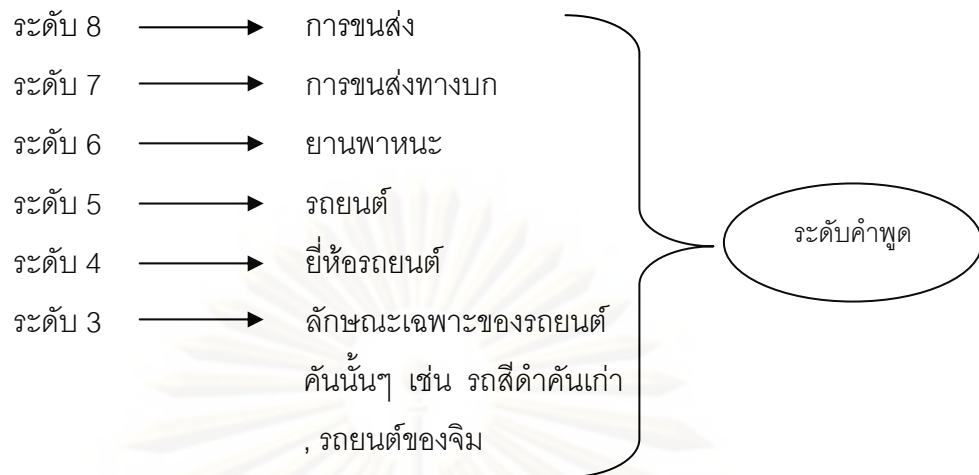 ระดับ 8 การขนส่ง
ระดับ 7 การขนส่งทางบก
ระดับ 6 ยานพาหนะ
ระดับ 5 รถยนต์
ระดับ 4 ยี่ห้อรถยนต์
ระดับ 3 ลักษณะเฉพาะของรถยนต์
คันนั้นๆ เช่น รถสีดำคันเก่า
, รถยนต์ของจิม
ระดับคำพูด